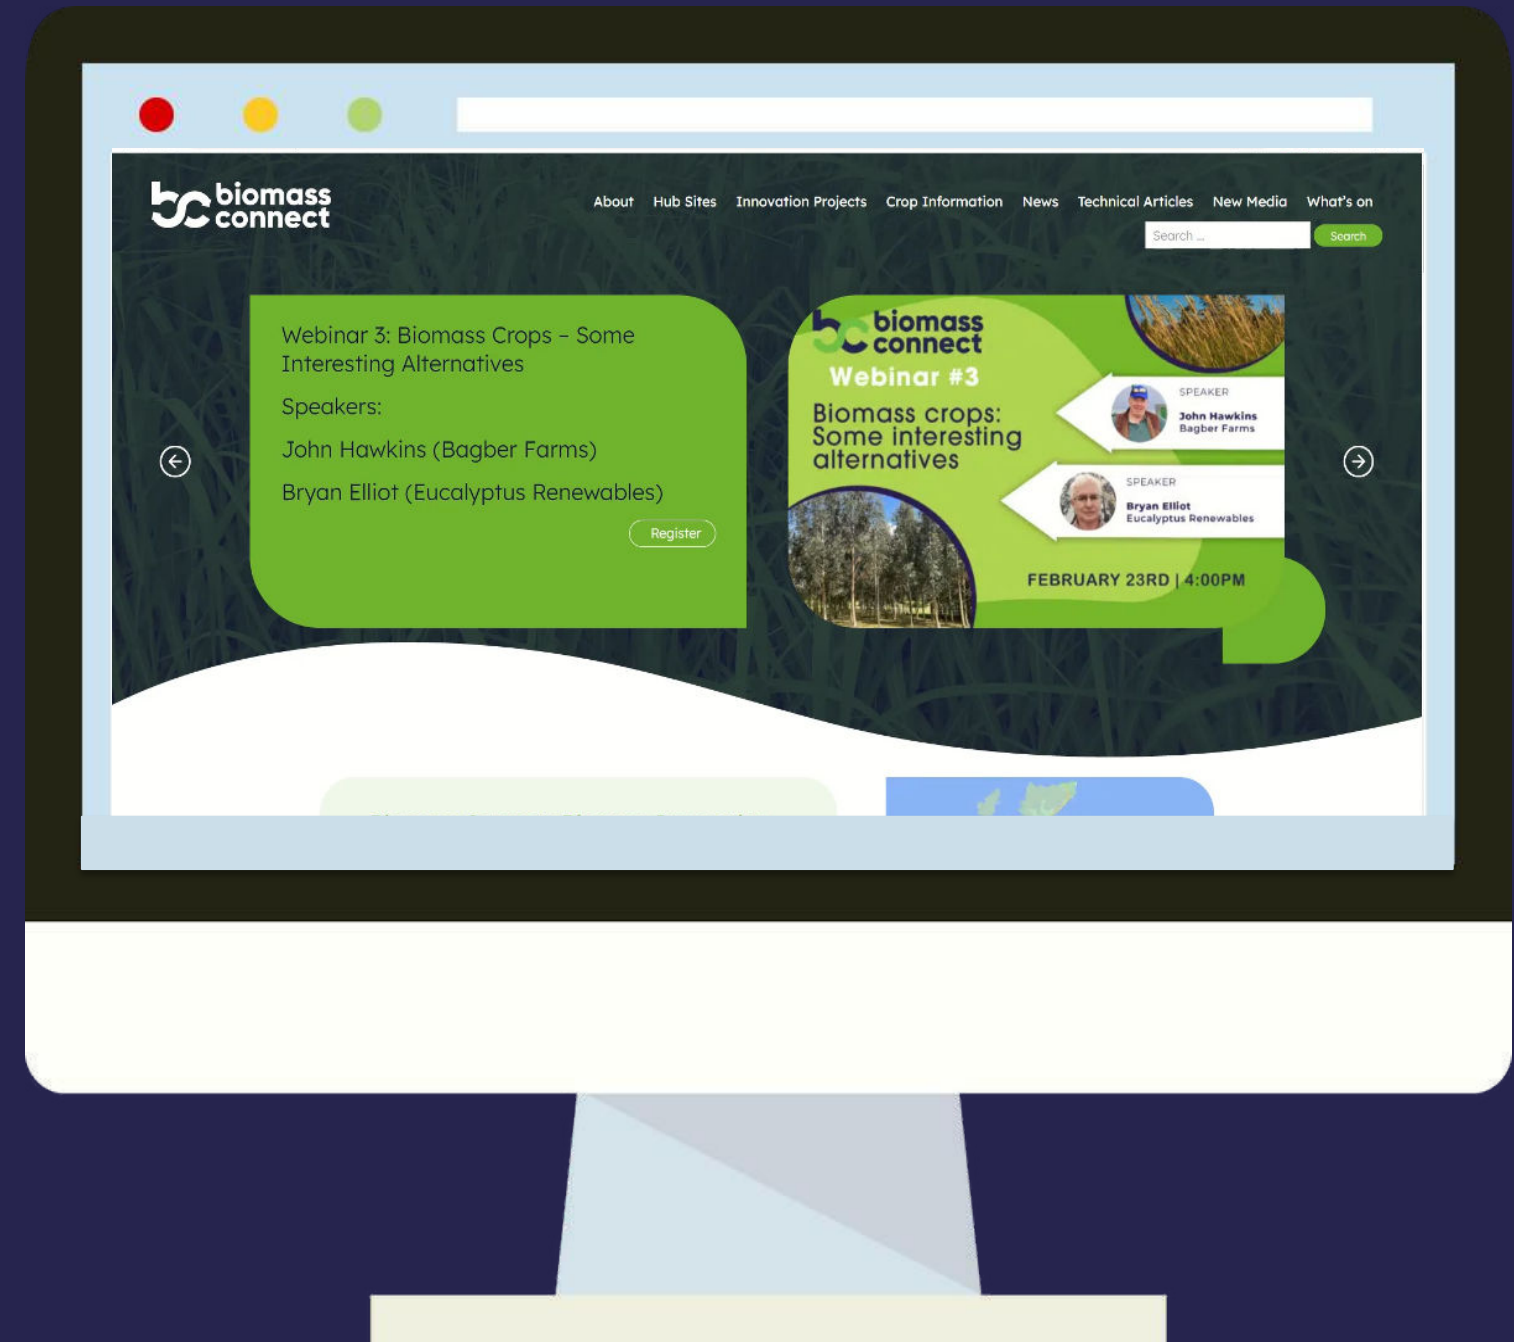 biomass
connect
About Hub Sites Innovation Projects Crop Information News Technical Articles New Media What's on
Search ...
Search
Webinar 3: Biomass Crops – Some
Interesting Alternatives
Speakers:
John Hawkins (Bagber Farms)
Bryan Elliot (Eucalyptus Renewables)
Register
biomass
connect
Webinar #3
Biomass crops:
Some interesting
alternatives
SPEAKER
John Hawkins
Bagber Farms
SPEAKER
Bryan Elliot
Eucalyptus Renewables
FEBRUARY 23RD | 4:00PM